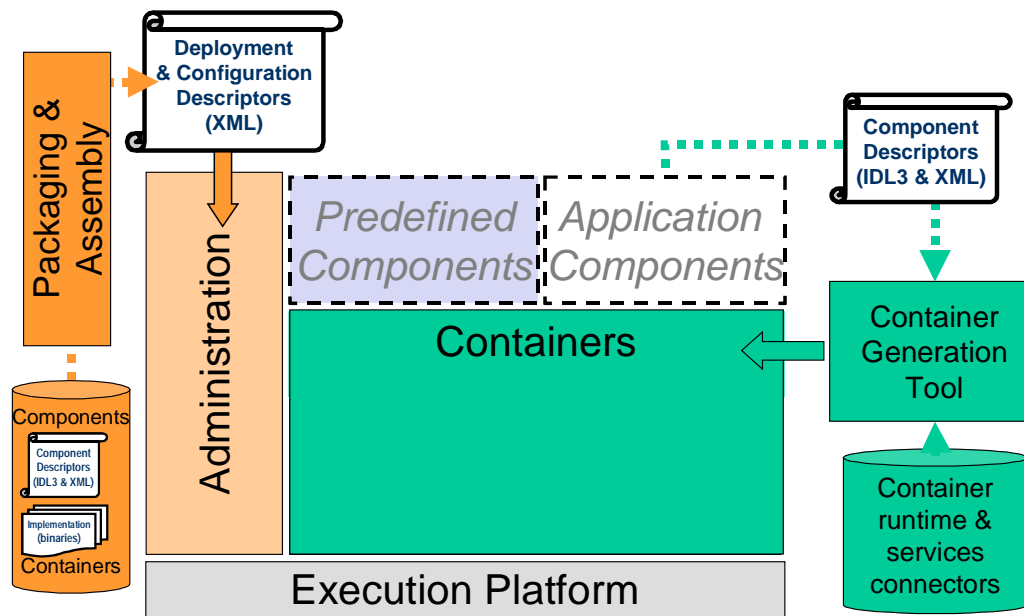 Deployment
& Configuration
Descriptors
(XML)
Packaging &
Assembly
Component
Descriptors
(IDL3 & XML)
Predefined
Components
Application
Components
Administration
Containers
Container
Generation
Tool
Components
Component
Descriptors
(IDL3 & XML)
Implementation
(binaries)
Containers
Container
runtime &
services
connectors
Execution Platform